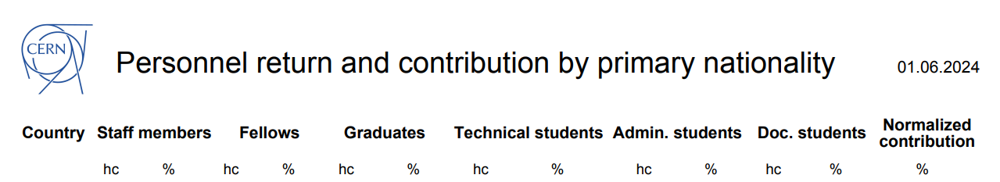 CERN
Personnel return and contribution by primary nationality 01.06.2024
Country Staff members Fellows Graduates Technical students Admin. students Doc. students Normalized contribution
hc % hc % hc % hc % hc % hc % %